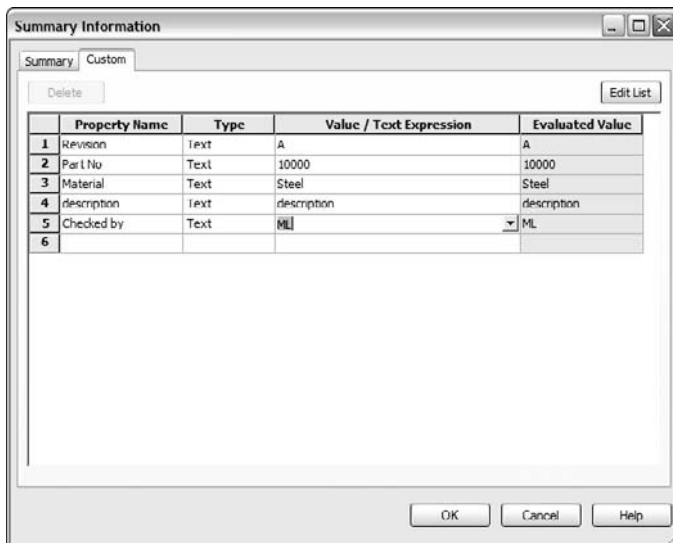 Summary Information
Summary Custom
Delete Edit List
Property Name Type Value / Text Expression Evaluated Value
1 Revision Text A A
2 Part No Text 10000 10000
3 Material Text Steel Steel
4 description Text description description
5 Checked by Text ML ML
6
OK Cancel Help